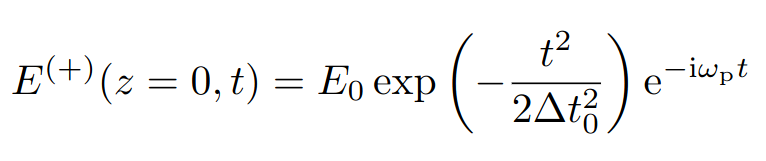 E^{(+)}(z = 0, t) = E_0 \exp\left(-\frac{t^2}{2\Delta t_0^2}\right) e^{-i\omega_p t}